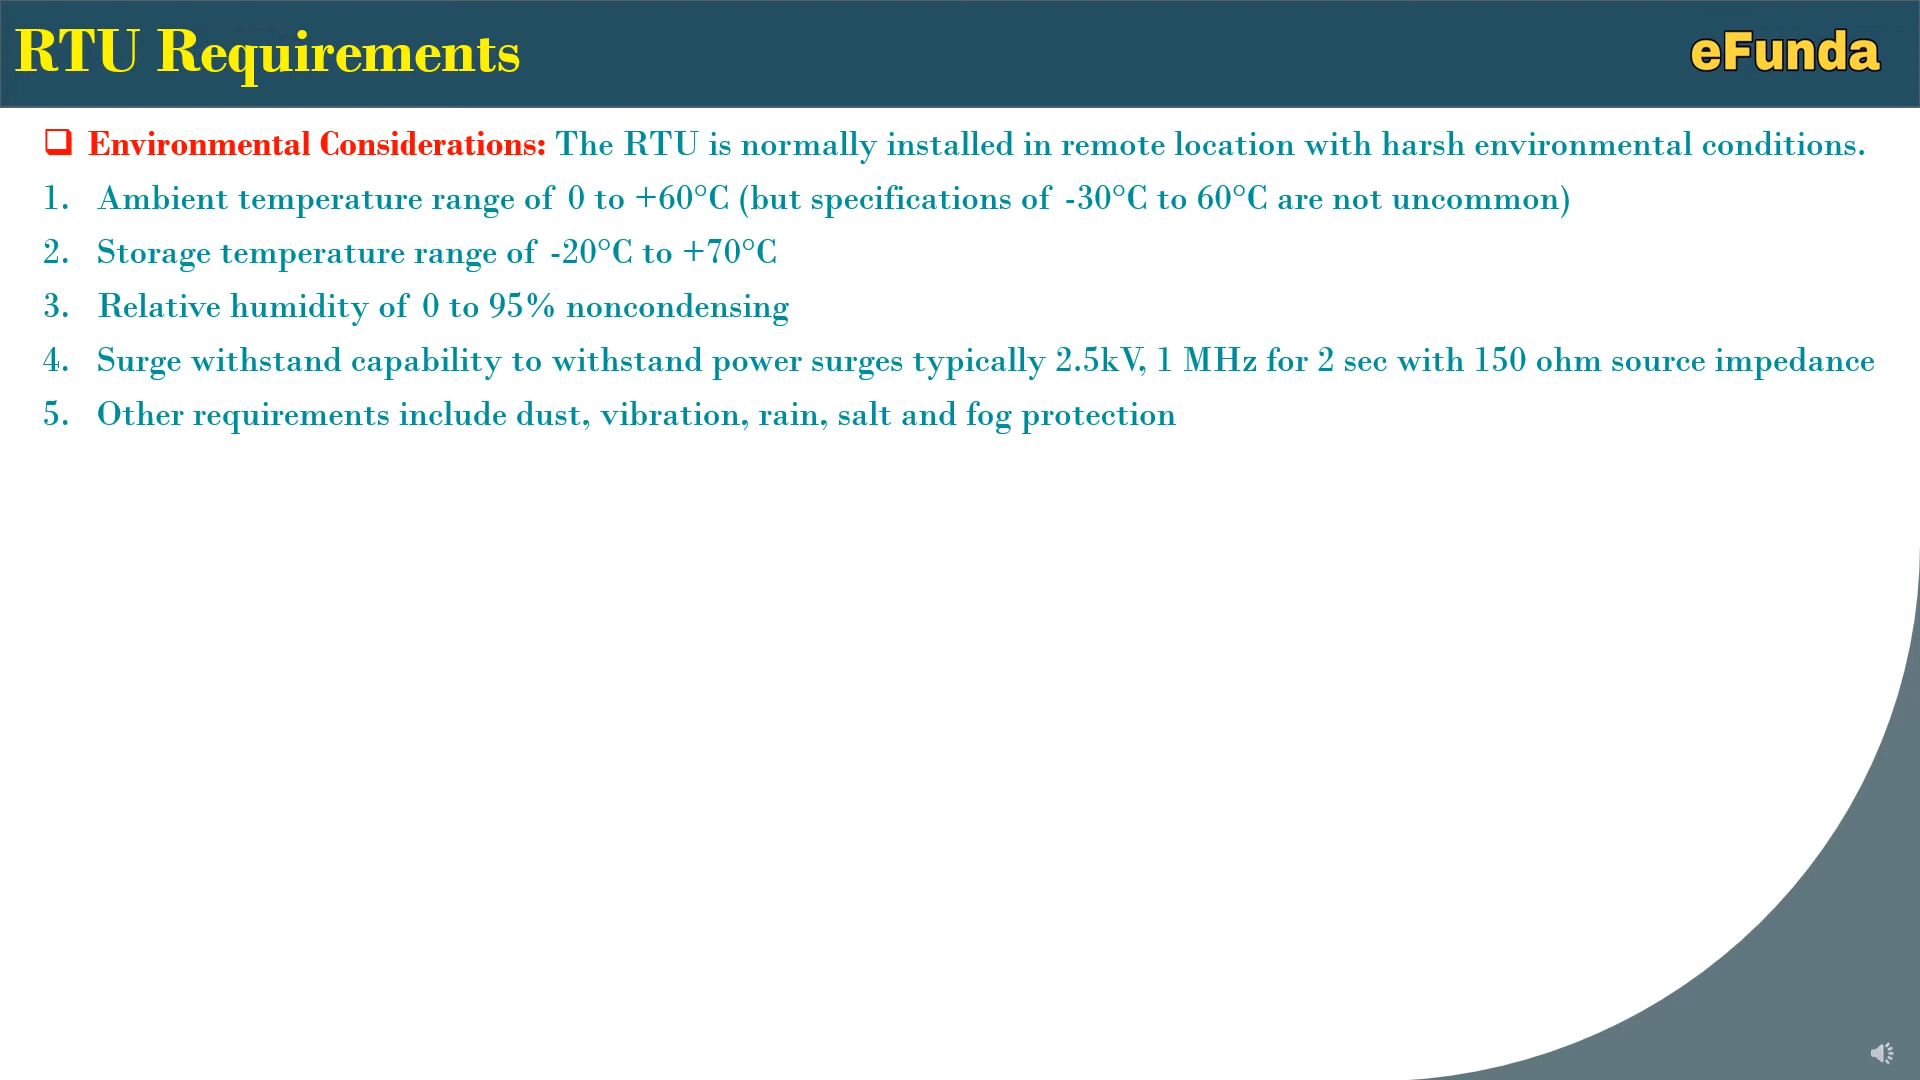 RTU Requirements
eFunda
Environmental Considerations: The RTU is normally installed in remote location with harsh environmental conditions.
1. Ambient temperature range of 0 to +60°C (but specifications of -30°C to 60°C are not uncommon)
2. Storage temperature range of -20°C to +70°C
3. Relative humidity of 0 to 95% noncondensing
4. Surge withstand capability to withstand power surges typically 2.5kV, 1 MHz for 2 sec with 150 ohm source impedance
5. Other requirements include dust, vibration, rain, salt and fog protection